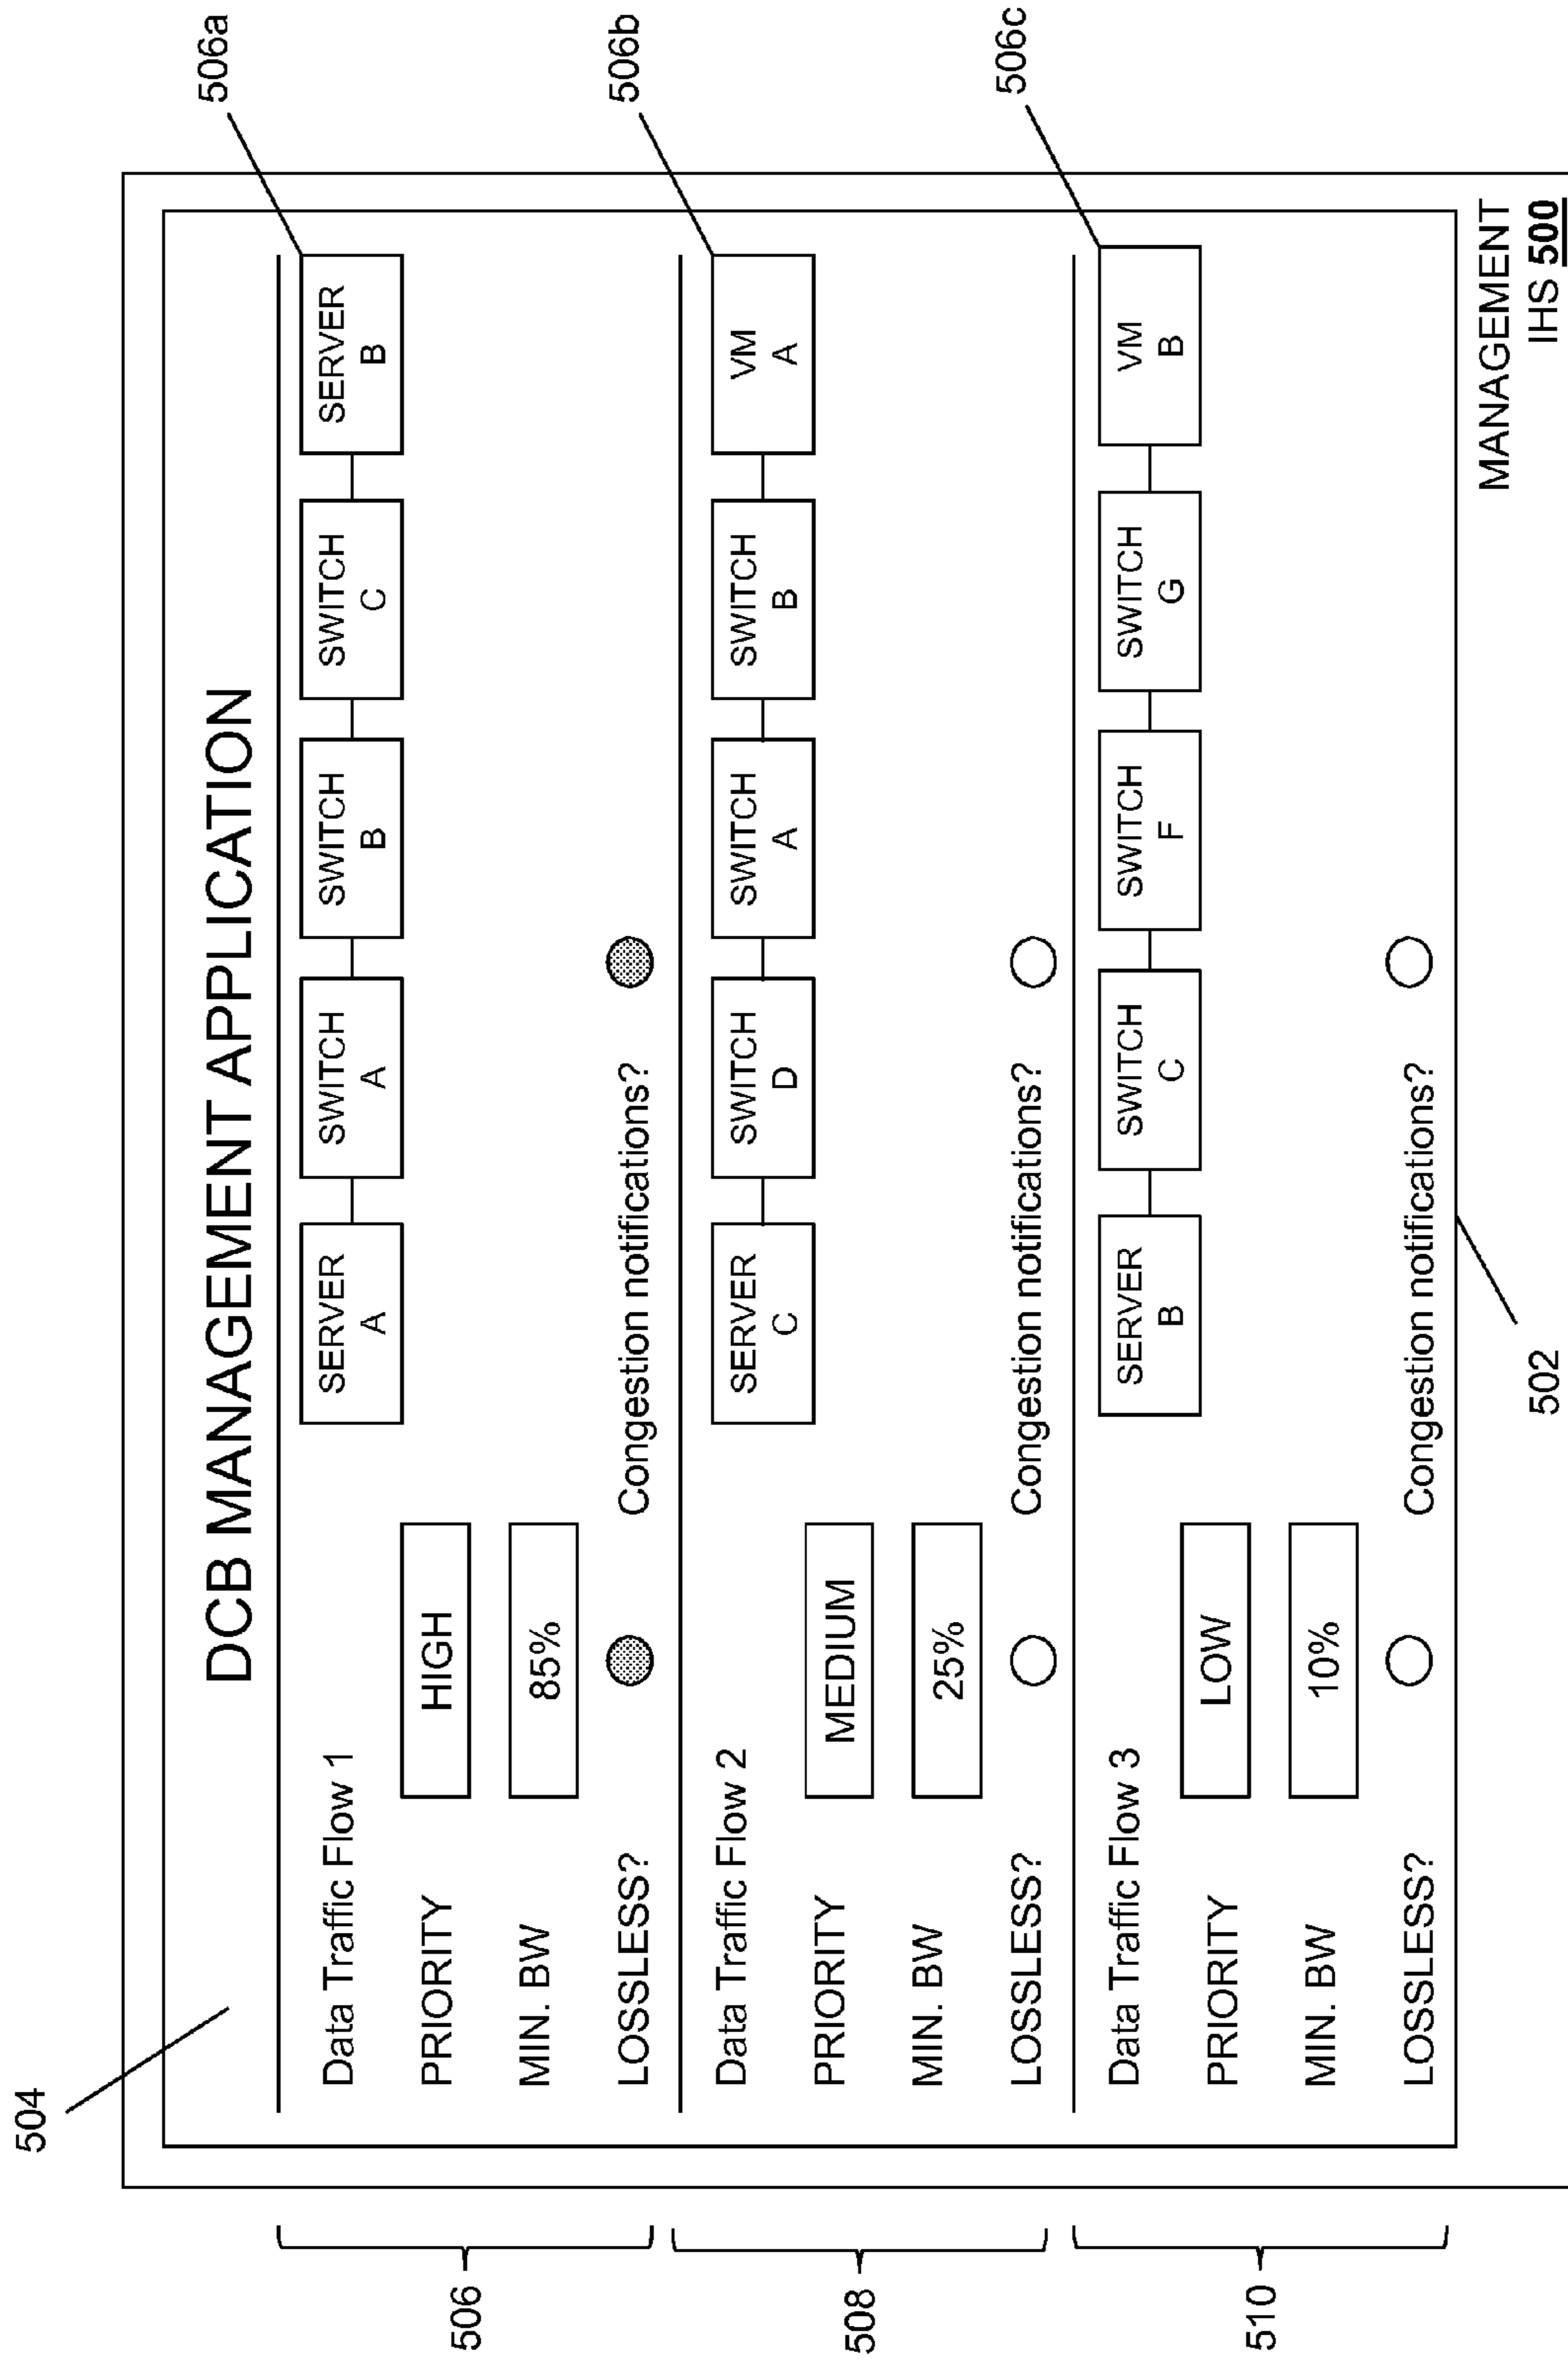 504
DCB MANAGEMENT APPLICATION
506
Data Traffic Flow 1
PRIORITY
HIGH
MIN. BW
85%
LOSSLESS?
Congestion notifications?
SERVER
A
SWITCH
A
SWITCH
B
SWITCH
C
SERVER
B
506a
508
Data Traffic Flow 2
PRIORITY
MEDIUM
MIN. BW
25%
LOSSLESS?
Congestion notifications?
SERVER
C
SWITCH
D
SWITCH
A
SWITCH
B
VM
A
506b
510
Data Traffic Flow 3
PRIORITY
LOW
MIN. BW
10%
LOSSLESS?
Congestion notifications?
SERVER
B
SWITCH
C
SWITCH
F
SWITCH
G
VM
B
506c
502
MANAGEMENT
IHS 500